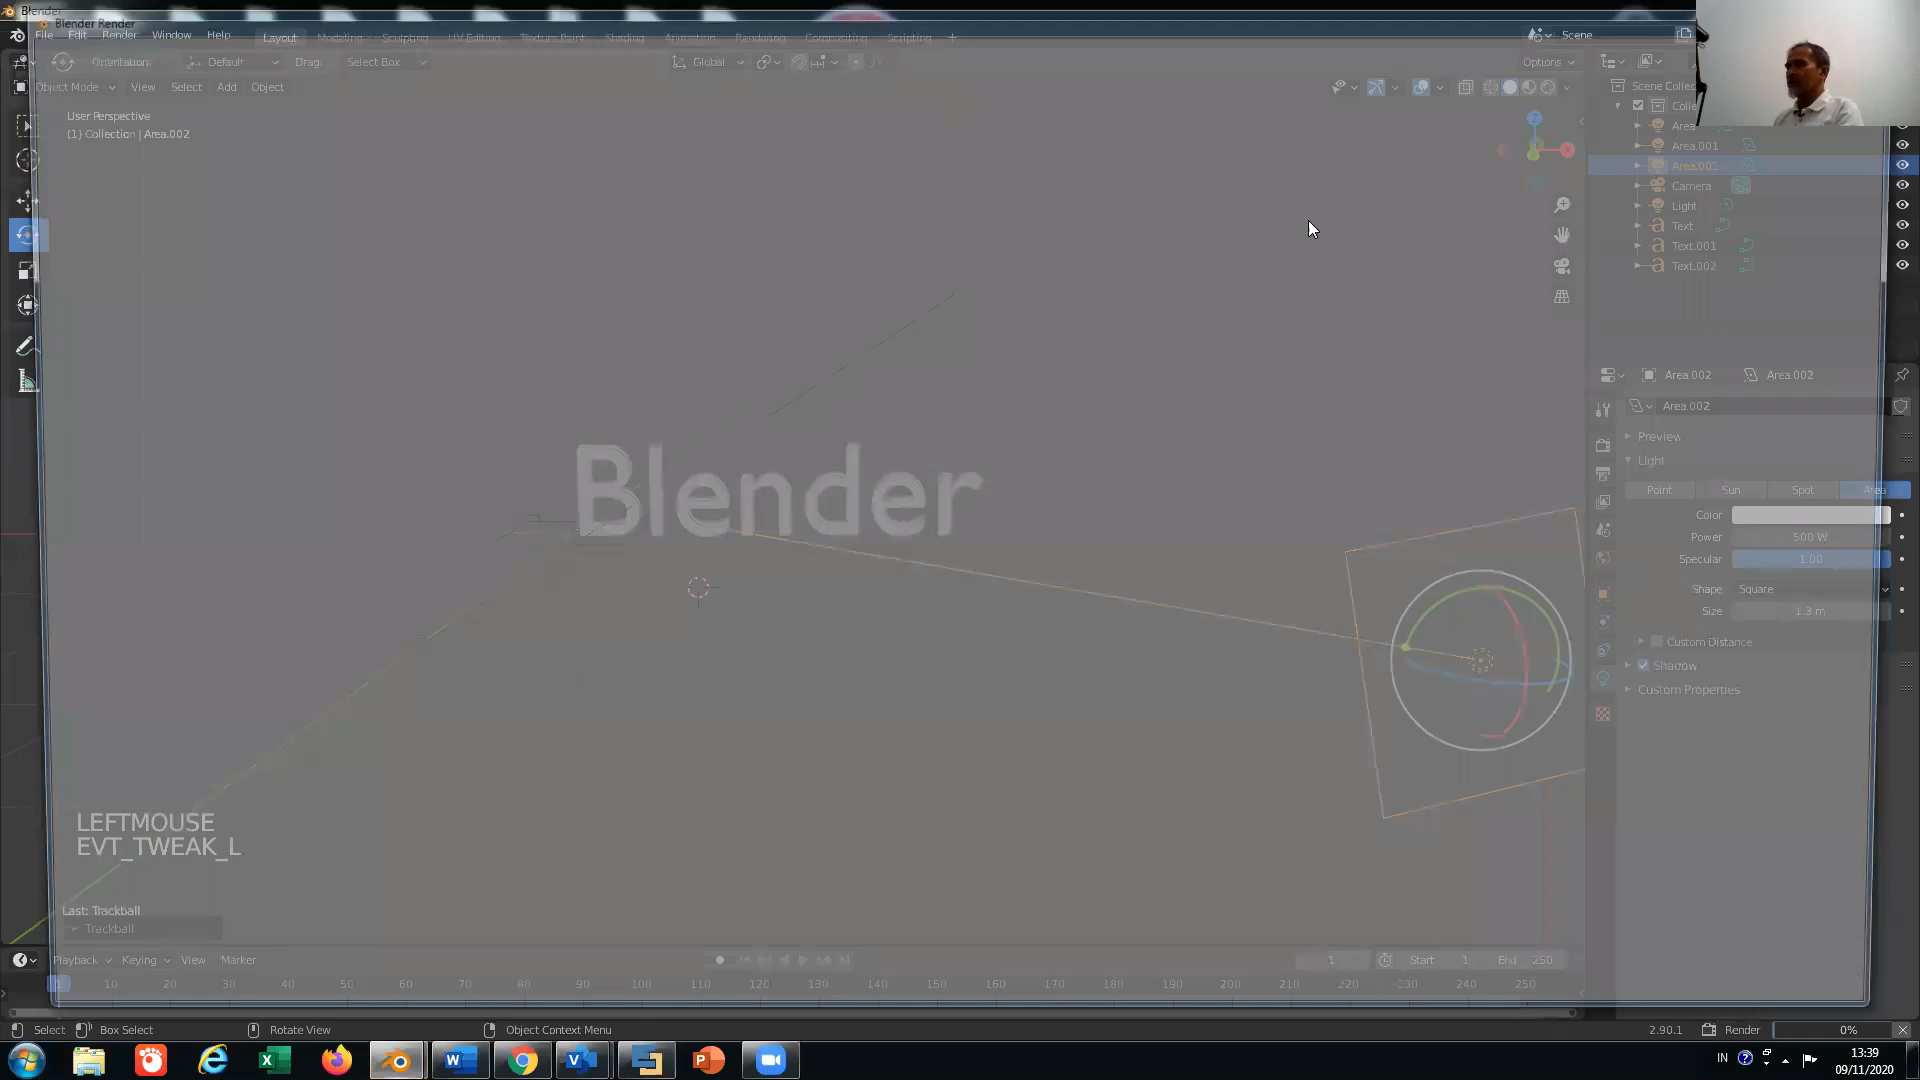 Blender
Blender Render
File Edit Render Window Help Layout Modeling Sculpting UV Editing Texture Paint Shading Animation Rendering Compositing Scripting + Scene
Orientation: Default Drag: Select Box Global Options
Object Mode View Select Add Object
Scene Collec
Colle
User Perspective
(1) Collection | Area.002
Area
Area.001
Area.002
Camera
Light
Text
Text.001
Text.002
Z
X
Blender
Area.002 Area.002
Area.002
Preview
Light
Point Sun Spot Area
Color
Power 500 W
Specular 1.00
Shape Square
Size 1.3 m
Custom Distance
Shadow
Custom Properties
LEFTMOUSE
EVT_TWEAK_L
Last: Trackball
Trackball
Playback Keying View Marker 1 Start 1 End 250
10 20 30 40 50 60 70 80 90 100 110 120 130 140 150 160 170 180 190 200 210 220 230 240 250
Select Box Select Rotate View Object Context Menu 2.90.1 Render 0%
IN 13:39
09/11/2020